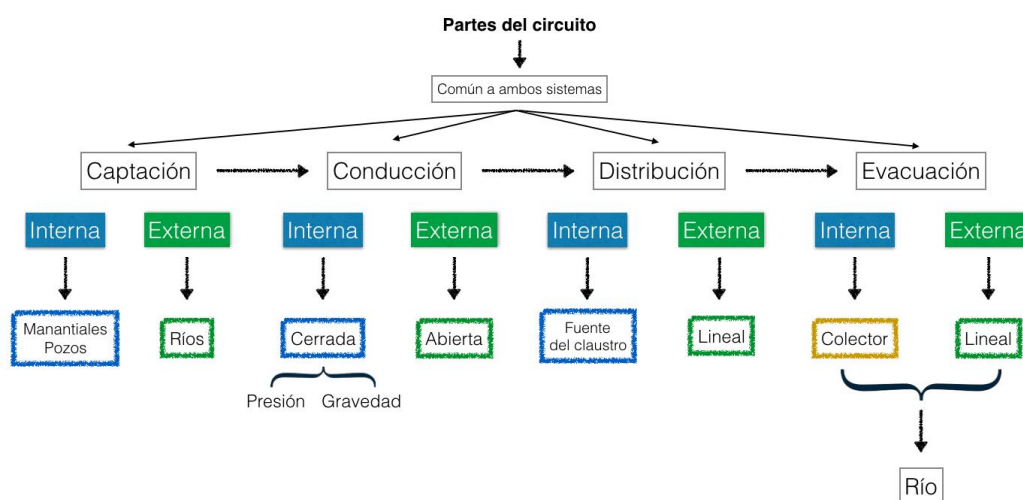 Partes del circuito
Común a ambos sistemas
Captación
Conducción
Distribución
Evacuación
Interna
Externa
Interna
Externa
Interna
Externa
Interna
Externa
Manantiales
Pozos
Ríos
Cerrada
Abierta
Fuente
del claustro
Lineal
Colector
Lineal
Presión
Gravedad
Río